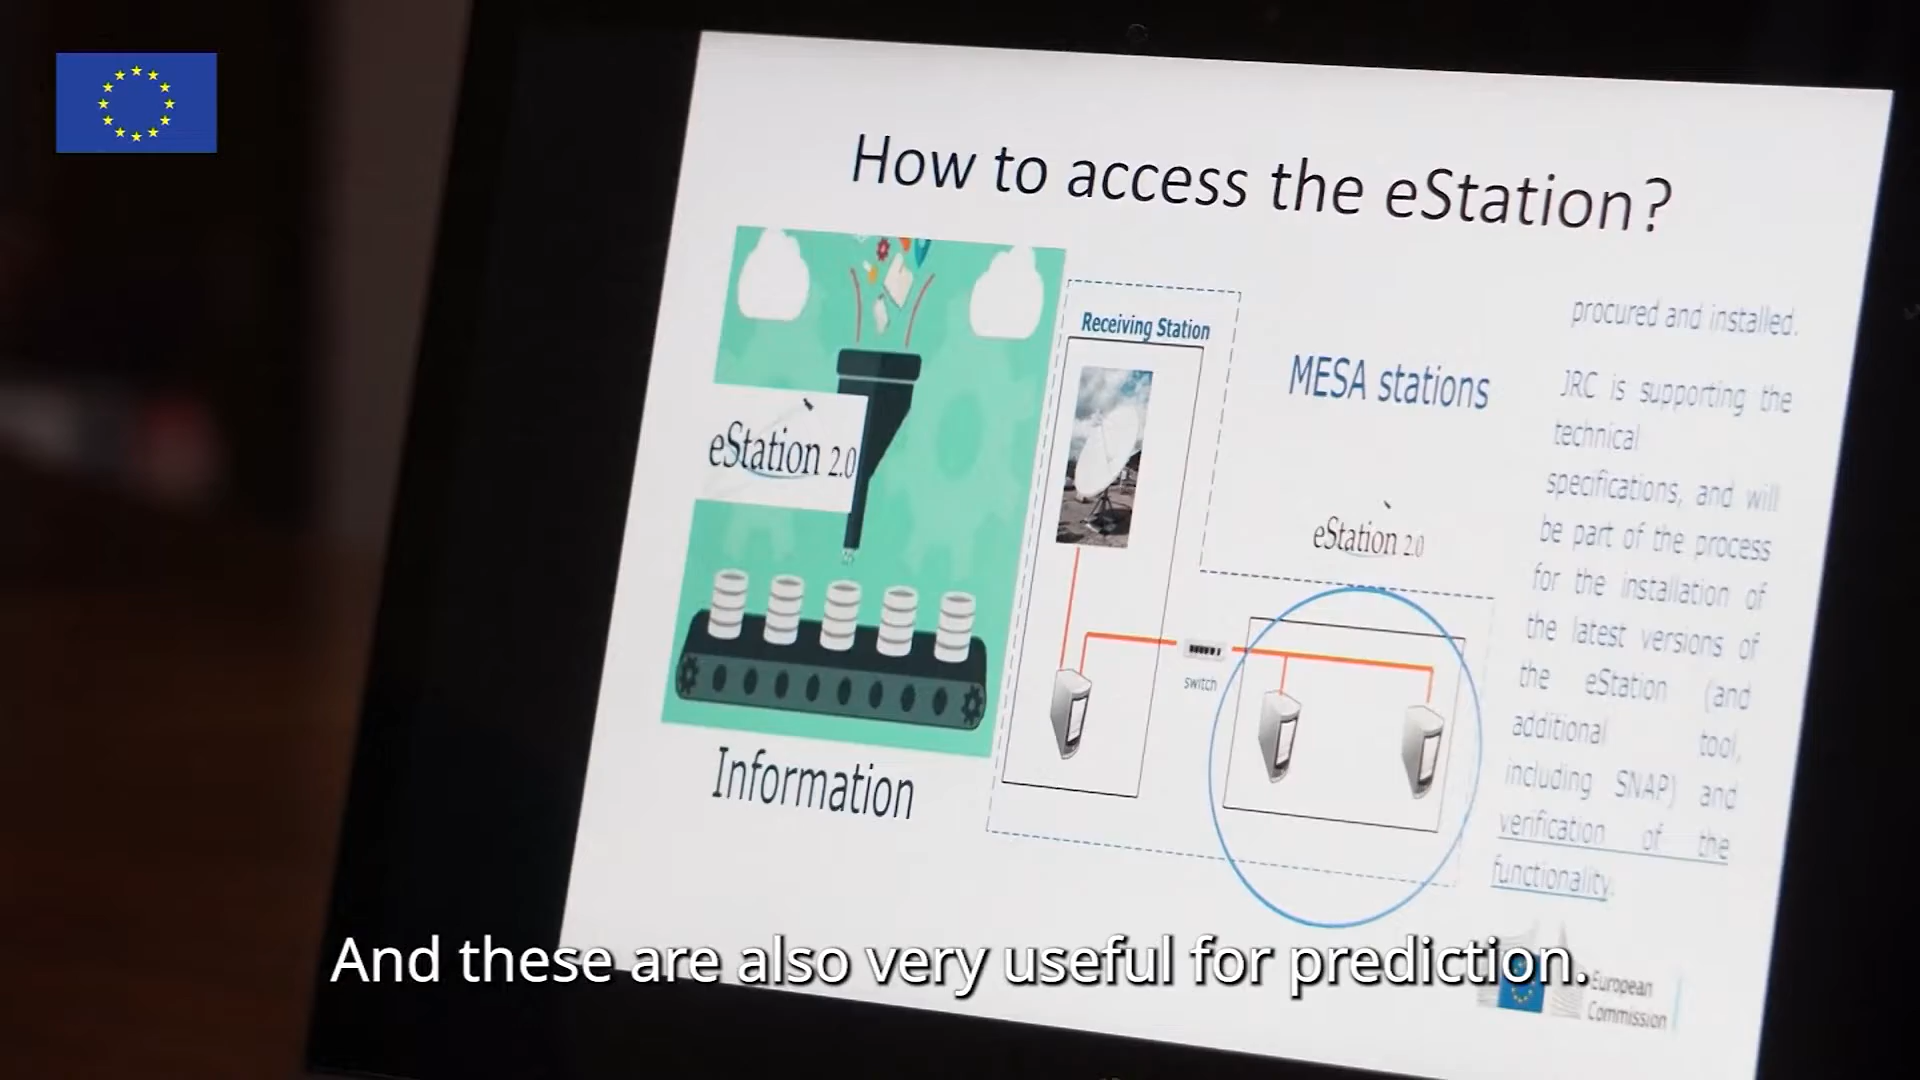 How to access the eStation?
eStation 2.0
Information
Receiving Station
switch
MESA stations
eStation 2.0
procured and installed.
JRC is supporting the
technical
specifications, and will
be part of the process
for the installation of
the latest versions of
the eStation (and
additional tool,
including SNAP) and
verification of the
functionality.
And these are also very useful for prediction.
European
Commission